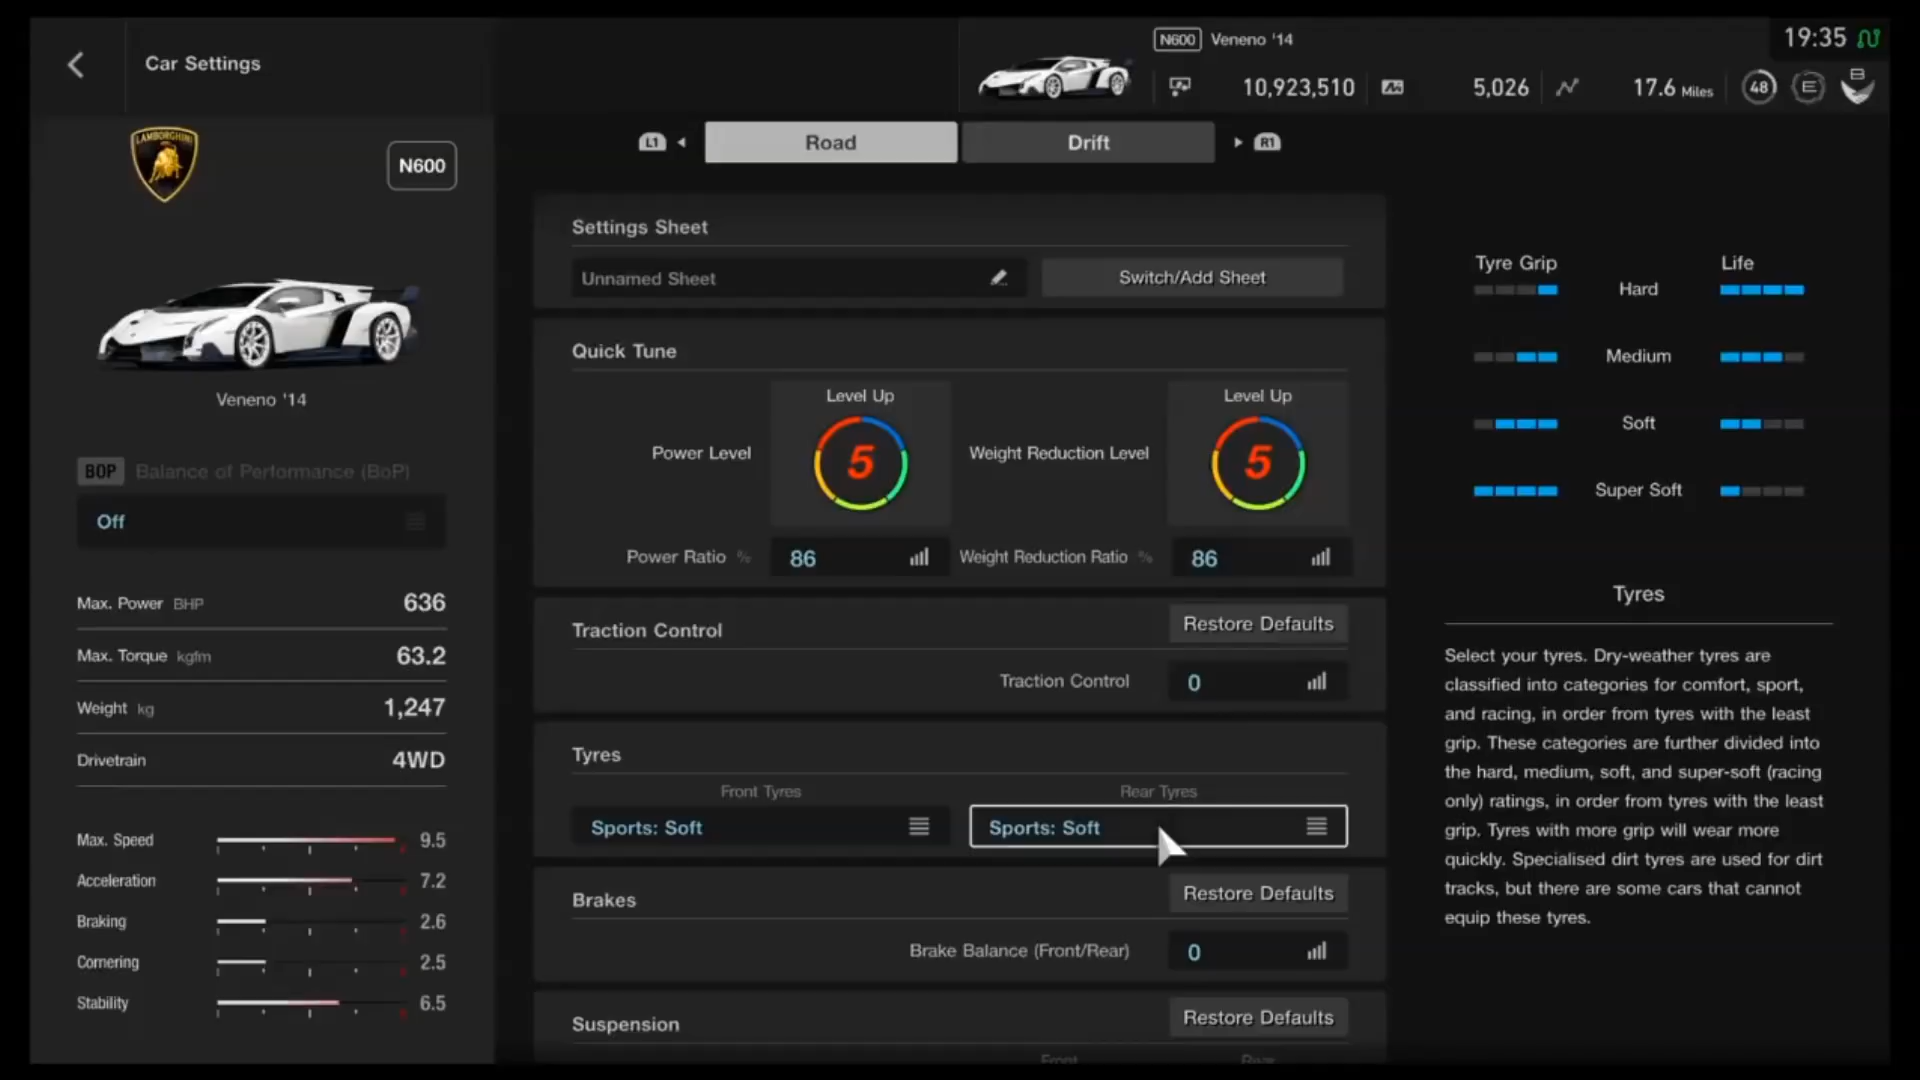 Car Settings
N600 Veneno '14
19:35
10,923,510
5,026
17.6 Miles
48
E
B
LAMBORGHINI
N600
Veneno '14
BOP Balance of Performance (BoP)
Off
Max. Power BHP 636
Max. Torque kgfm 63.2
Weight kg 1,247
Drivetrain 4WD
Max. Speed 9.5
Acceleration 7.2
Braking 2.6
Cornering 2.5
Stability 6.5
L1 Road Drift R1
Settings Sheet
Unnamed Sheet Switch/Add Sheet
Quick Tune
Level Up Level Up
Power Level 5 Weight Reduction Level 5
Power Ratio % 86 Weight Reduction Ratio % 86
Traction Control Restore Defaults
Traction Control 0
Tyres
Front Tyres Rear Tyres
Sports: Soft Sports: Soft
Brakes Restore Defaults
Brake Balance (Front/Rear) 0
Suspension Restore Defaults
Front Rear
Tyre Grip Life
Hard
Medium
Soft
Super Soft
Tyres
Select your tyres. Dry-weather tyres are
classified into categories for comfort, sport,
and racing, in order from tyres with the least
grip. These categories are further divided into
the hard, medium, soft, and super-soft (racing
only) ratings, in order from tyres with the least
grip. Tyres with more grip will wear more
quickly. Specialised dirt tyres are used for dirt
tracks, but there are some cars that cannot
equip these tyres.